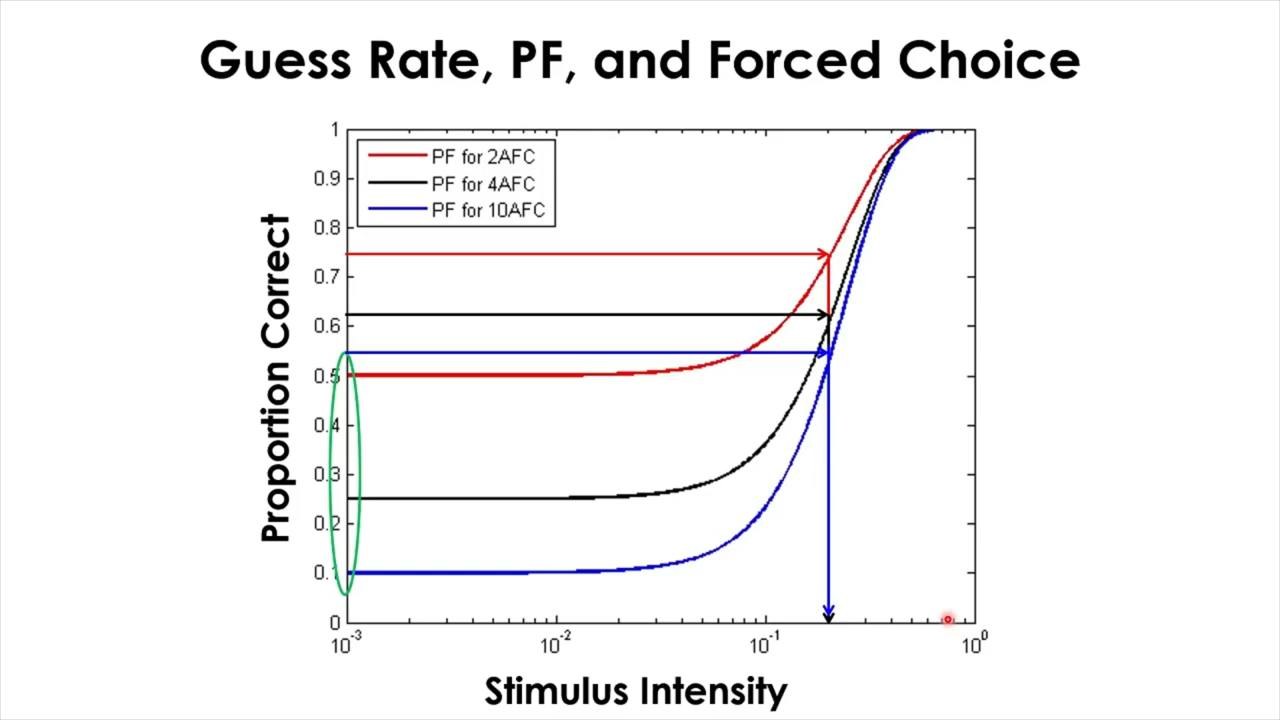 Guess Rate, PF, and Forced Choice
PF for 2AFC
PF for 4AFC
PF for 10AFC
1
0.9
0.8
0.7
0.6
0.5
0.4
0.3
0.2
0.1
0
Proportion Correct
10^-3
10^-2
10^-1
10^0
Stimulus Intensity